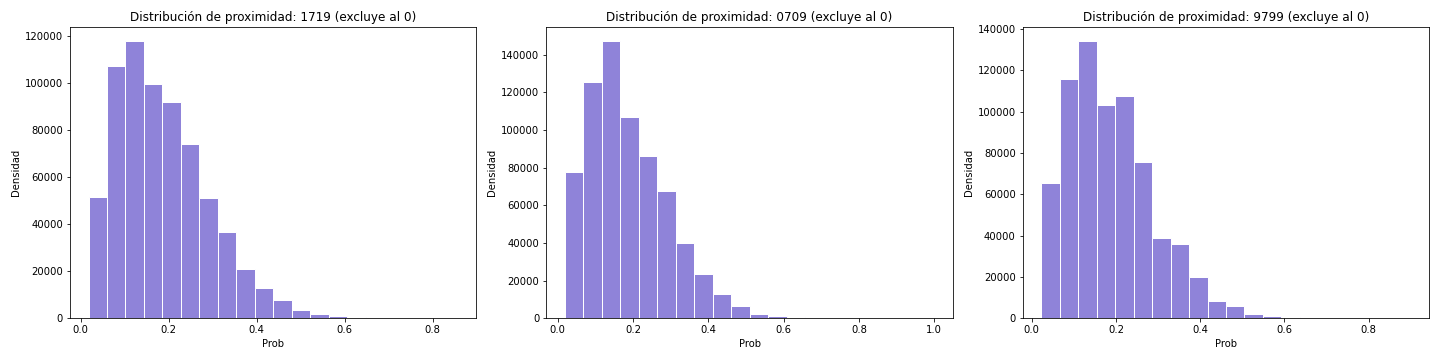 Distribución de proximidad: 1719 (excluye al 0)
120000
100000
80000
60000
40000
20000
0
Densidad
0.0 0.2 0.4 0.6 0.8
Prob
Distribución de proximidad: 0709 (excluye al 0)
140000
120000
100000
80000
60000
40000
20000
0
Densidad
0.0 0.2 0.4 0.6 0.8 1.0
Prob
Distribución de proximidad: 9799 (excluye al 0)
140000
120000
100000
80000
60000
40000
20000
0
Densidad
0.0 0.2 0.4 0.6 0.8
Prob